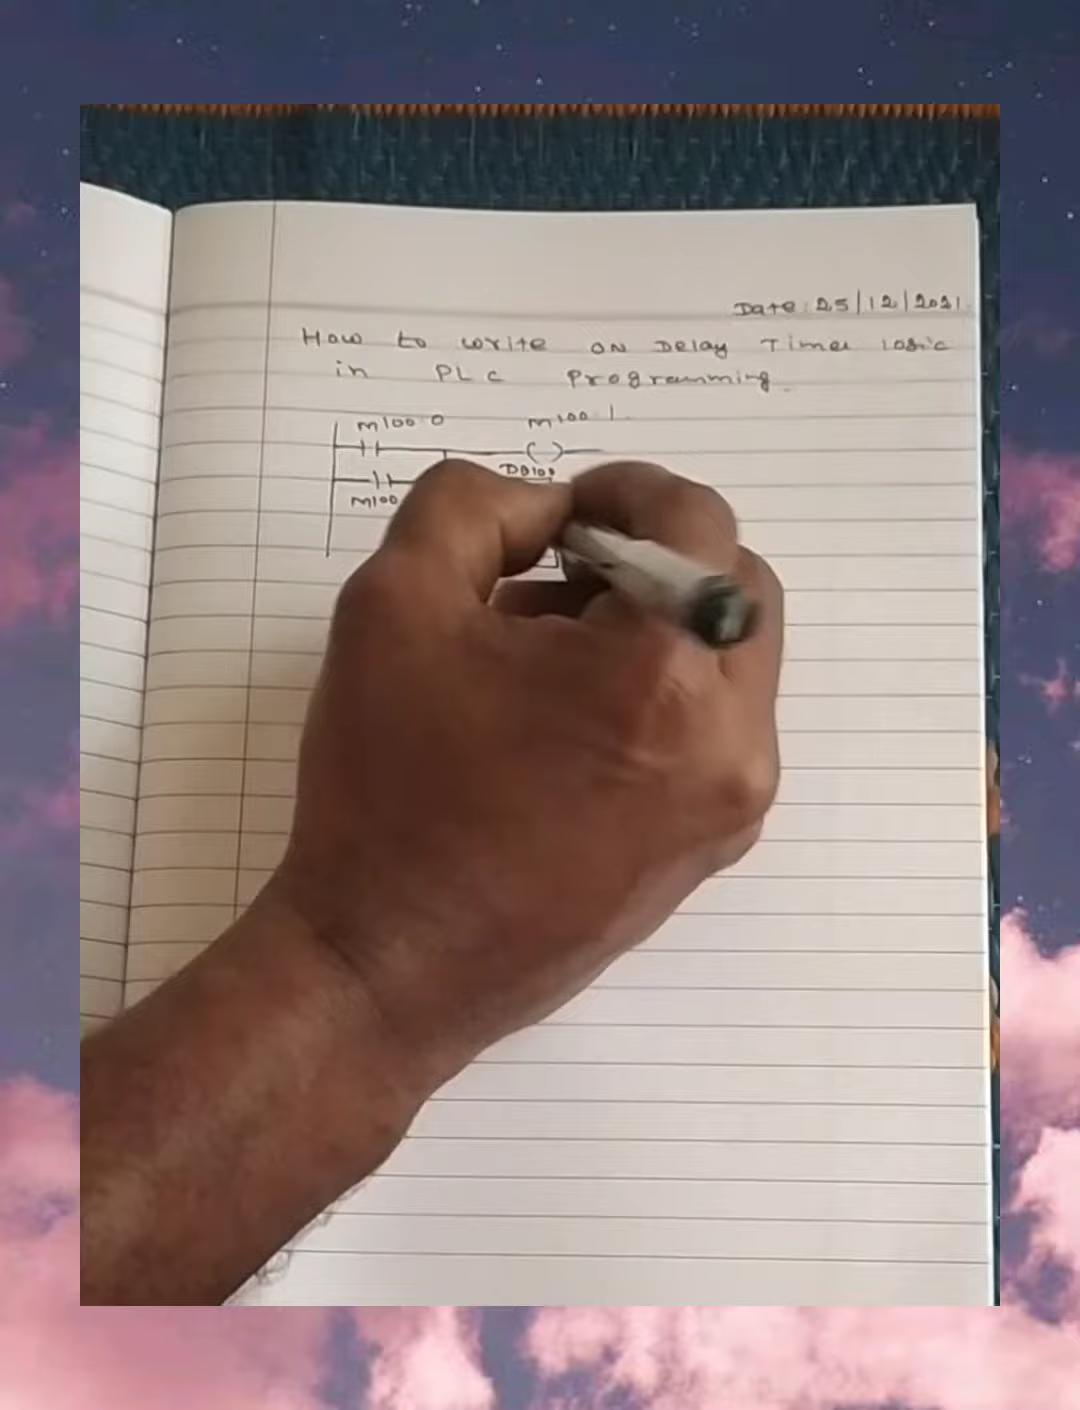 Date: 25/12/2021.
How to write ON Delay Timer logic
in PLC Programming.
M100.0 M100.1
DB100
M100